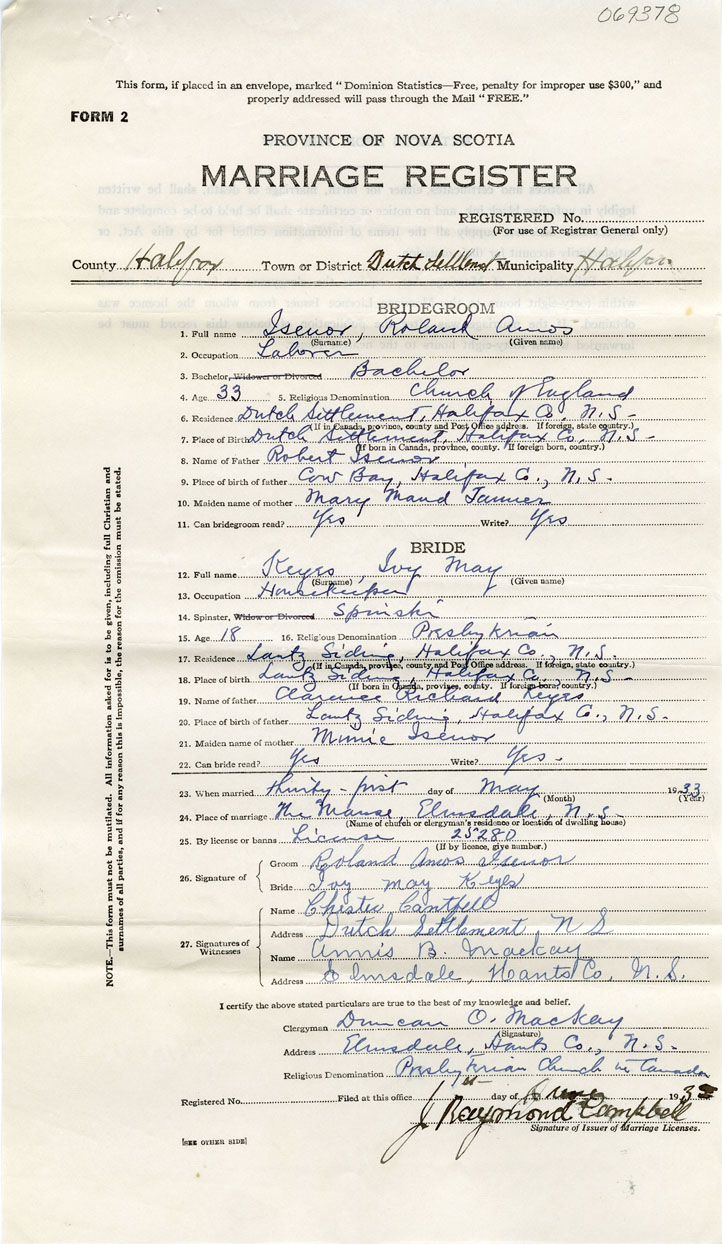 069378
This form, if placed in an envelope, marked "Dominion Statistics—Free, penalty for improper use $300," and
properly addressed will pass through the Mail "FREE."
FORM 2
PROVINCE OF NOVA SCOTIA
MARRIAGE REGISTER
REGISTERED No.
(For use of Registrar General only)
County Halifax Town or District Dutch Settlement Municipality Halifax
BRIDEGROOM
1. Full name Isenor, Roland Amos
(Surname) (Given name)
2. Occupation Laborer
3. Bachelor, Widower or Divorced Bachelor
4. Age 33 5. Religious Denomination Church of England
6. Residence Dutch Settlement, Halifax Co. N.S.
(If in Canada, province, county and Post Office address. If foreign, state country.)
7. Place of Birth Dutch Settlement, Halifax Co., N.S.
(If born in Canada, province, county. If foreign born, country.)
8. Name of Father Robert Isenor
9. Place of birth of father Cow Bay, Halifax Co., N.S.
10. Maiden name of mother Mary Maud Tanner
11. Can bridegroom read? Yes Write? Yes
BRIDE
12. Full name Keyes, Ivy May
(Surname) (Given name)
13. Occupation Housekeeper
14. Spinster, Widow or Divorced
15. Age 18 16. Religious Denomination Presbyterian
17. Residence Lantz Siding, Halifax Co., N.S.
(If in Canada, province, county and Post Office address. If foreign, state country.)
18. Place of birth Lantz Siding, Halifax Co., N.S.
(If born in Canada, province, county. If foreign born, country.)
19. Name of father Clarence Richard Keyes
20. Place of birth of father Lantz Siding, Halifax Co., N.S.
21. Maiden name of mother Minnie Isenor
22. Can bride read? Yes Write? Yes
23. When married thirty-first day of May 1933
(Month) (Year)
24. Place of marriage The Manse, Elmsdale, N.S.
(Name of church or clergyman's residence or location of dwelling house)
25. By license or banns License 25280
(If by licence, give number.)
26. Signature of
Groom Roland Amos Isenor
Bride Ivy May Keyes
27. Signatures of Witnesses
Name Chester
Address Dutch Settlement, N S
Name Annis B. Mackay
Address Elmsdale, Hants Co, N.S.
I certify the above stated particulars are true to the best of my knowledge and belief.
Clergyman Duncan O. MacKay
(Signature)
Address Elmsdale, Hants Co., N.S.
Religious Denomination Presbyterian Church in Canada
Registered No. Filed at this office 1st day of June 193
J Raymond Campbell
Signature of Issuer of Marriage Licenses.
[SEE OTHER SIDE]
NOTE.—This form must not be mutilated. All information asked for is to be given, including full Christian and
surnames of all parties, and if for any reason this is impossible, the reason for the omission must be stated.